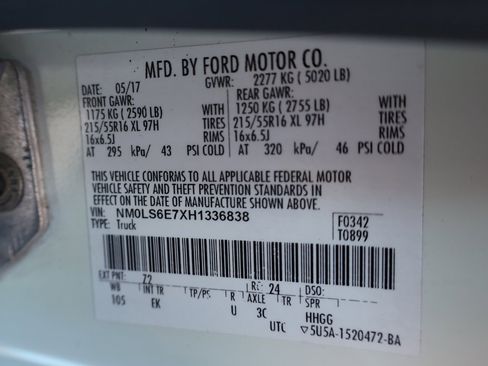 MFD. BY FORD MOTOR CO.
DATE: 05/17 GVWR: 2277 KG ( 5020 LB)
FRONT GAWR: REAR GAWR:
1175 KG ( 2590 LB) WITH 1250 KG ( 2755 LB) WITH
215/55R16 XL 97H TIRES 215/55R16 XL 97H TIRES
16x6.5J RIMS 16x6.5J RIMS
AT 295 kPa/ 43 PSI COLD AT 320 kPa/ 46 PSI COLD
THIS VEHICLE CONFORMS TO ALL APPLICABLE FEDERAL MOTOR
VEHICLE SAFETY AND THEFT PREVENTION STANDARDS IN
EFFECT ON THE DATE OF MANUFACTURE SHOWN ABOVE.
VIN: NM0LS6E7XH1336838 F0342
TYPE: Truck T0899
EXT PNT: 72 RC: 24 DSO:
WB INT TR TP/PS R AXLE TR SPR
105 EK U 3C HHGG
UTC 5U5A-1520472-BA